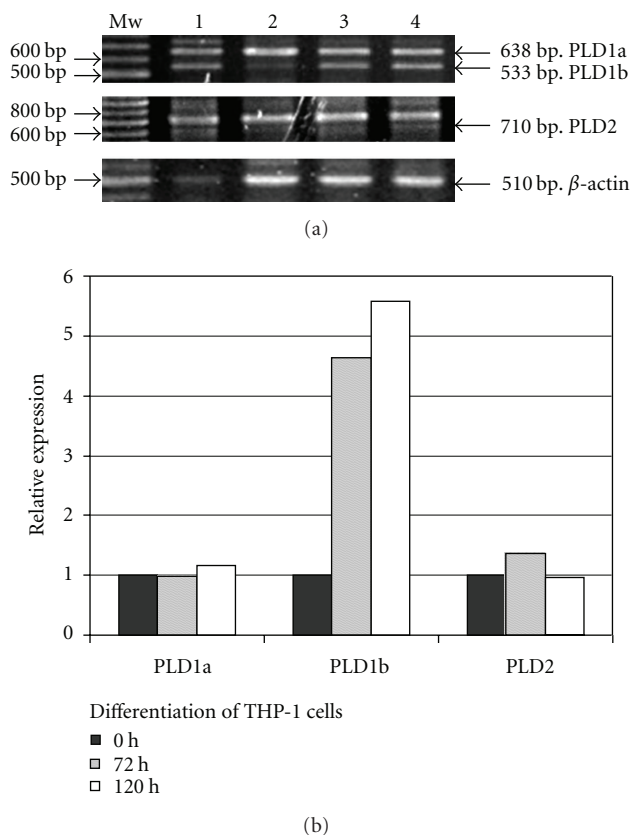 Mw 1 2 3 4
600 bp
500 bp
638 bp. PLD1a
533 bp. PLD1b
800 bp
600 bp
710 bp. PLD2
500 bp
510 bp. β-actin
(a)
6
5
4
3
2
1
0
Relative expression
PLD1a PLD1b PLD2
Differentiation of THP-1 cells
0 h
72 h
120 h
(b)